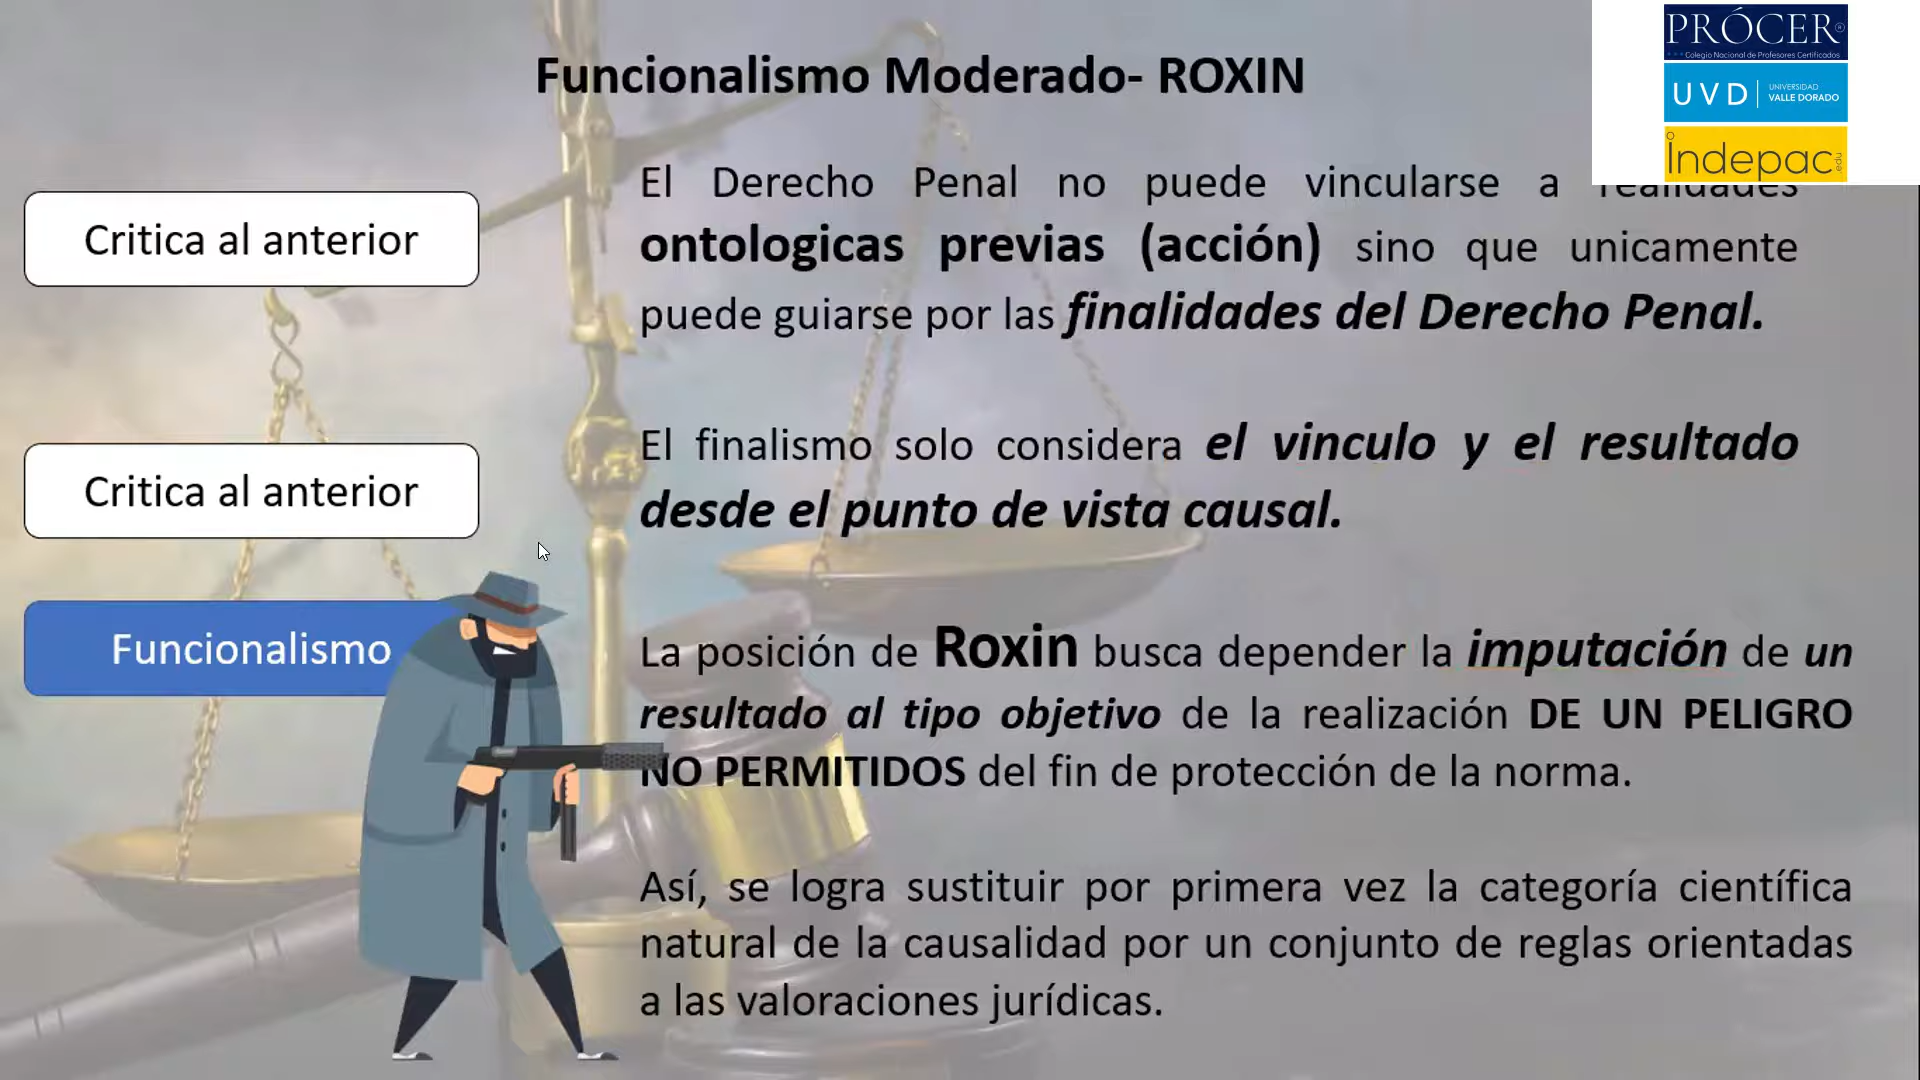 Funcionalismo Moderado- ROXIN
PRÓCER
Colegio Nacional de Profesores Certificados
UVD
UNIVERSIDAD
VALLE DORADO
Indepac.edu
Critica al anterior
El Derecho Penal no puede vincularse a realidades
ontologicas previas (acción) sino que unicamente
puede guiarse por las finalidades del Derecho Penal.
Critica al anterior
El finalismo solo considera el vinculo y el resultado
desde el punto de vista causal.
Funcionalismo
La posición de Roxin busca depender la imputación de un
resultado al tipo objetivo de la realización DE UN PELIGRO
NO PERMITIDOS del fin de protección de la norma.
Así, se logra sustituir por primera vez la categoría científica
natural de la causalidad por un conjunto de reglas orientadas
a las valoraciones jurídicas.